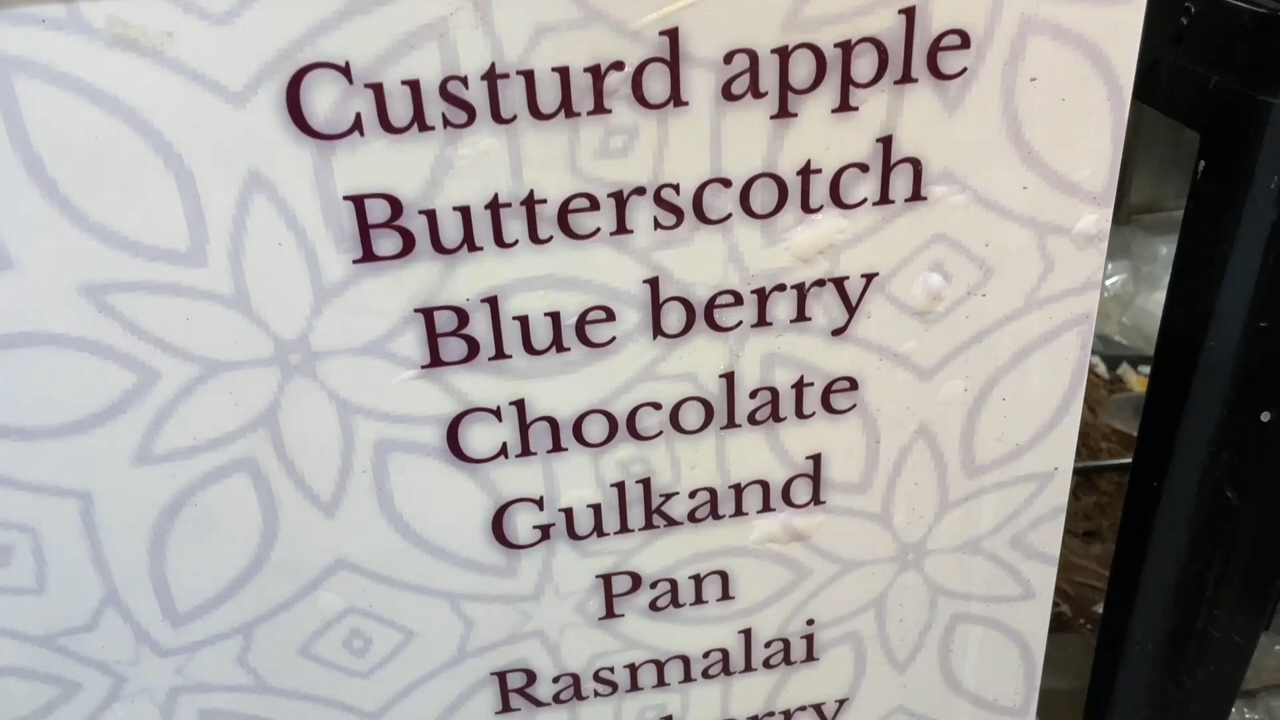 Custurd apple
Butterscotch
Blue berry
Chocolate
Gulkand
Pan
Rasmalai